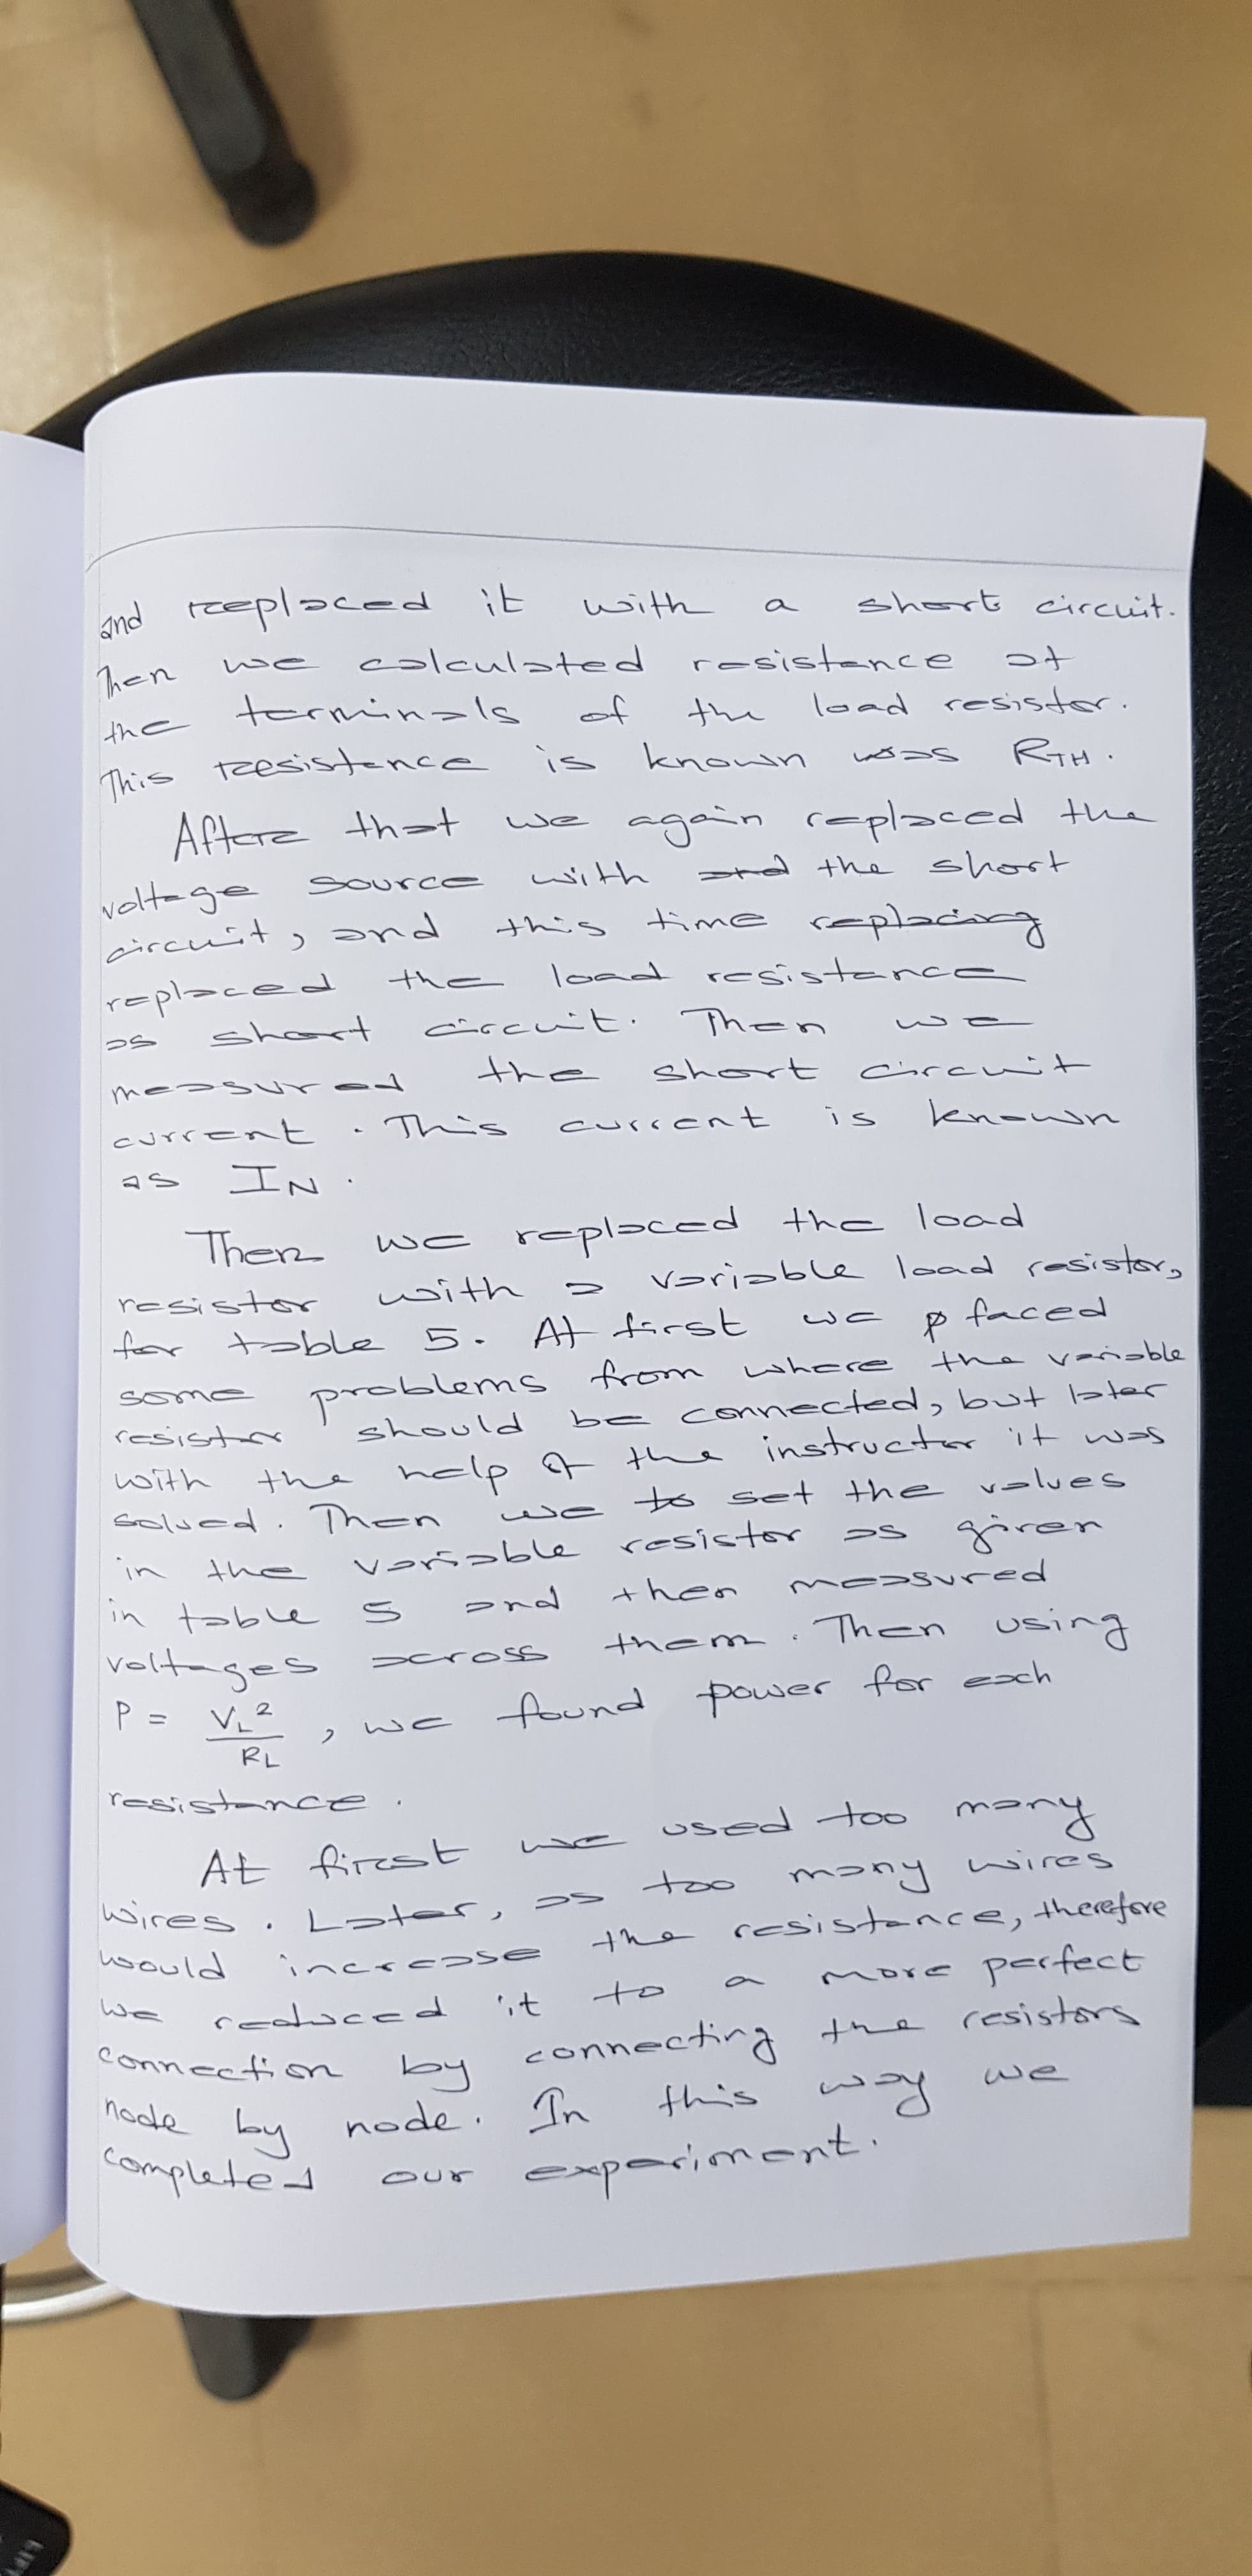 and replaced it with a short circuit.
Then we calculated resistance at
the terminals of the load resistor.
This resistance is known was RTH.
After that we again replaced the
voltage source with and the short
circuit, and this time replacing
replaced the load resistance
as short circuit. Then we
measured the short circuit
current. This current is known
as IN.
Then we replaced the load
resistor with a variable load resistor,
for table 5. At first we p faced
some problems from where the variable
resistor should be connected, but later
with the help of the instructor it was
solved. Then we to set the values
in the variable resistor as given
in table 5 and then measured
voltages across them. Then using
P = VL²/RL, we found power for each
resistance.
At first we used too many
wires. Later, as too many wires
would increase the resistance, therefore
we reduced it to a more perfect
connection by connecting the resistors
node by node. In this way we
completed our experiment.